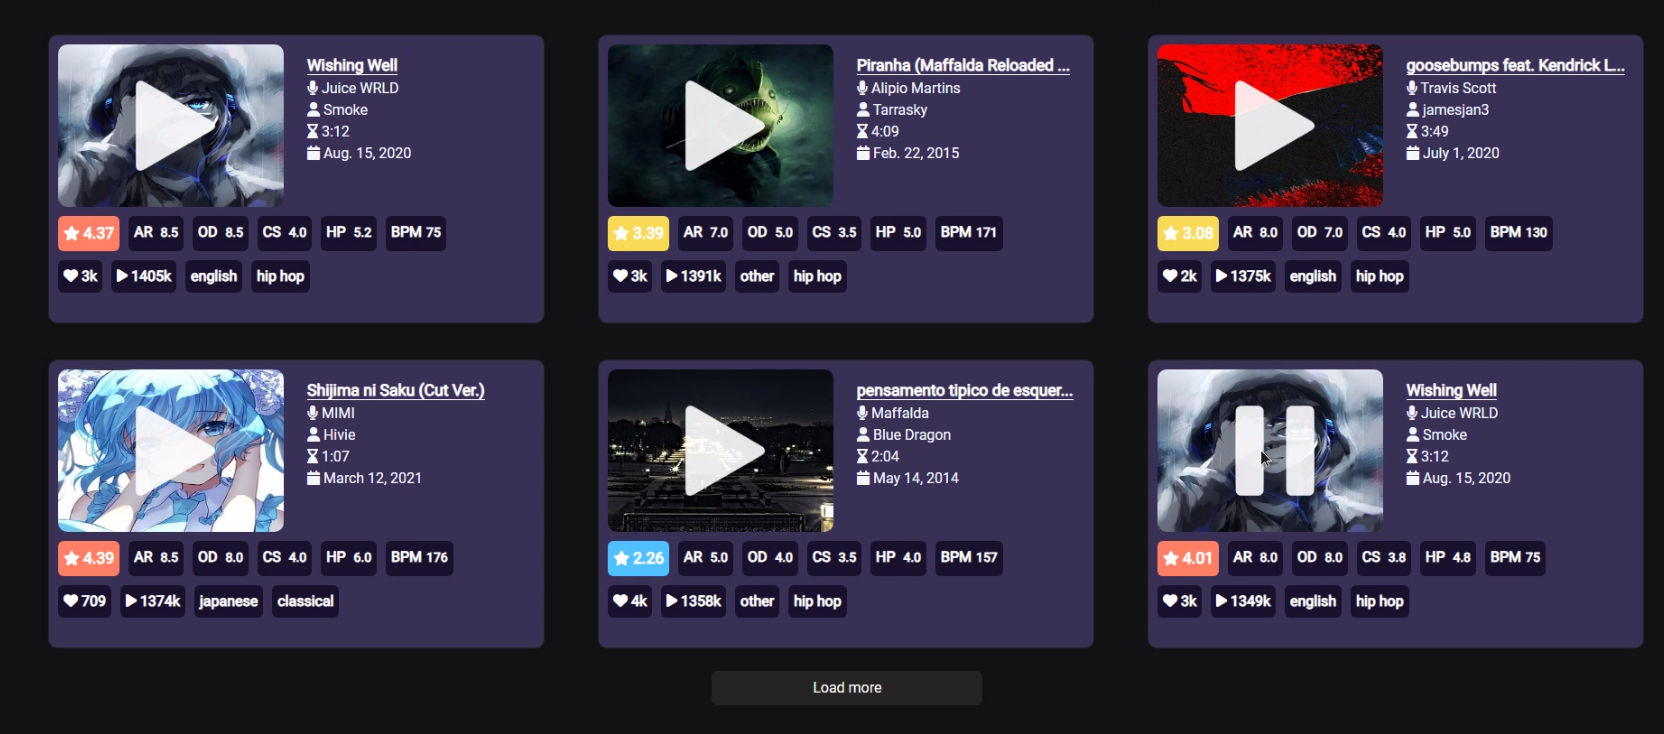 Wishing Well
Juice WRLD
Smoke
3:12
Aug. 15, 2020
4.37 AR 8.5 OD 8.5 CS 4.0 HP 5.2 BPM 75
3k 1405k english hip hop
Piranha (Maffalda Reloaded ...
Alipio Martins
Tarrasky
4:09
Feb. 22, 2015
3.39 AR 7.0 OD 5.0 CS 3.5 HP 5.0 BPM 171
3k 1391k other hip hop
goosebumps feat. Kendrick L...
Travis Scott
jamesjan3
3:49
July 1, 2020
3.08 AR 8.0 OD 7.0 CS 4.0 HP 5.0 BPM 130
2k 1375k english hip hop
Shijima ni Saku (Cut Ver.)
MIMI
Hivie
1:07
March 12, 2021
4.39 AR 8.5 OD 8.0 CS 4.0 HP 6.0 BPM 176
709 1374k japanese classical
pensamento tipico de esquer...
Maffalda
Blue Dragon
2:04
May 14, 2014
2.26 AR 5.0 OD 4.0 CS 3.5 HP 4.0 BPM 157
4k 1358k other hip hop
Wishing Well
Juice WRLD
Smoke
3:12
Aug. 15, 2020
4.01 AR 8.0 OD 8.0 CS 3.8 HP 4.8 BPM 75
3k 1349k english hip hop
Load more